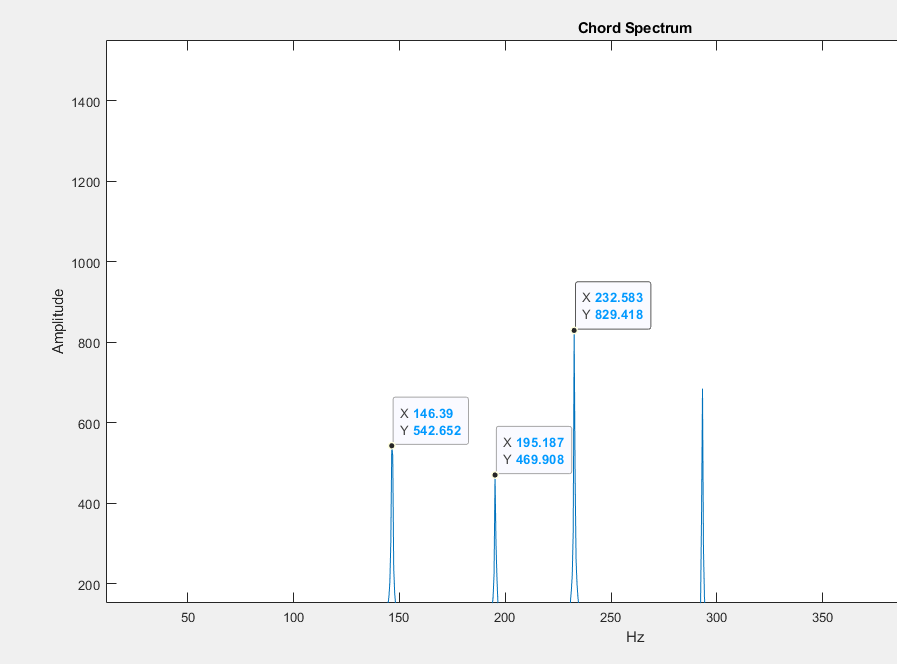 Chord Spectrum
1400
1200
1000
800
600
400
200
Amplitude
X 232.583
Y 829.418
X 146.39
Y 542.652
X 195.187
Y 469.908
50 100 150 200 250 300 350
Hz